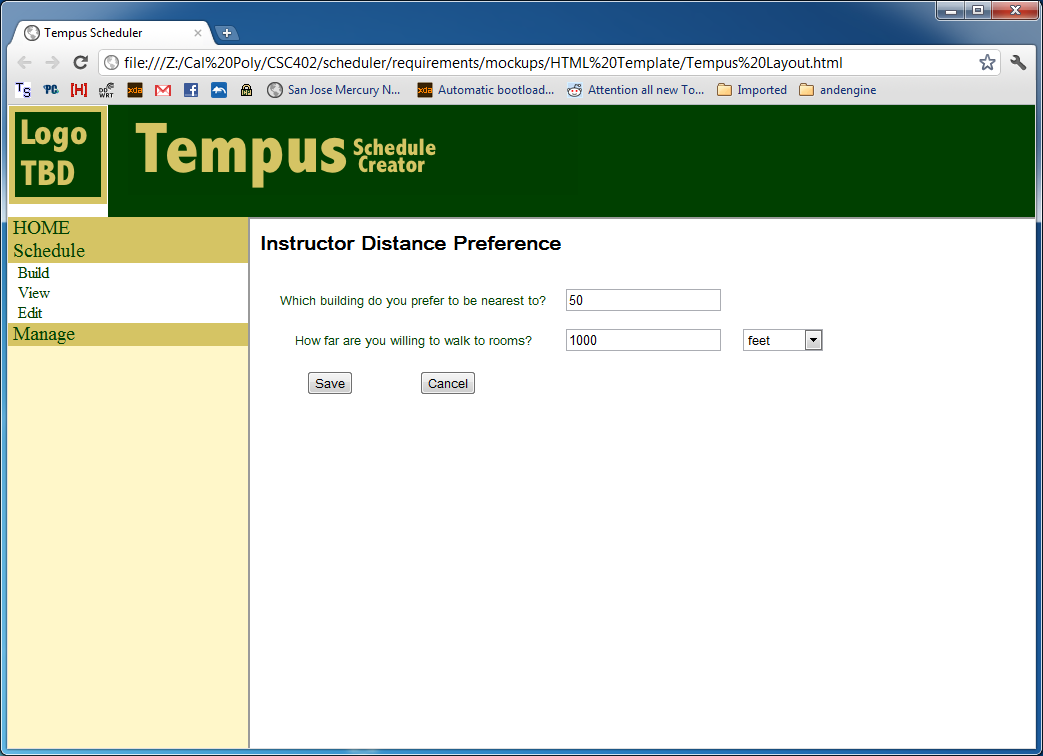 Tempus Scheduler
file:///Z:/Cal%20Poly/CSC402/scheduler/requirements/mockups/HTML%20Template/Tempus%20Layout.html
TS PG [H] DD WRT xda f San Jose Mercury N... xda Automatic bootload... Attention all new To... Imported andengine
Logo
TBD
Tempus Schedule
Creator
HOME
Schedule
Build
View
Edit
Manage
Instructor Distance Preference
Which building do you prefer to be nearest to? 50
How far are you willing to walk to rooms? 1000 feet
Save Cancel